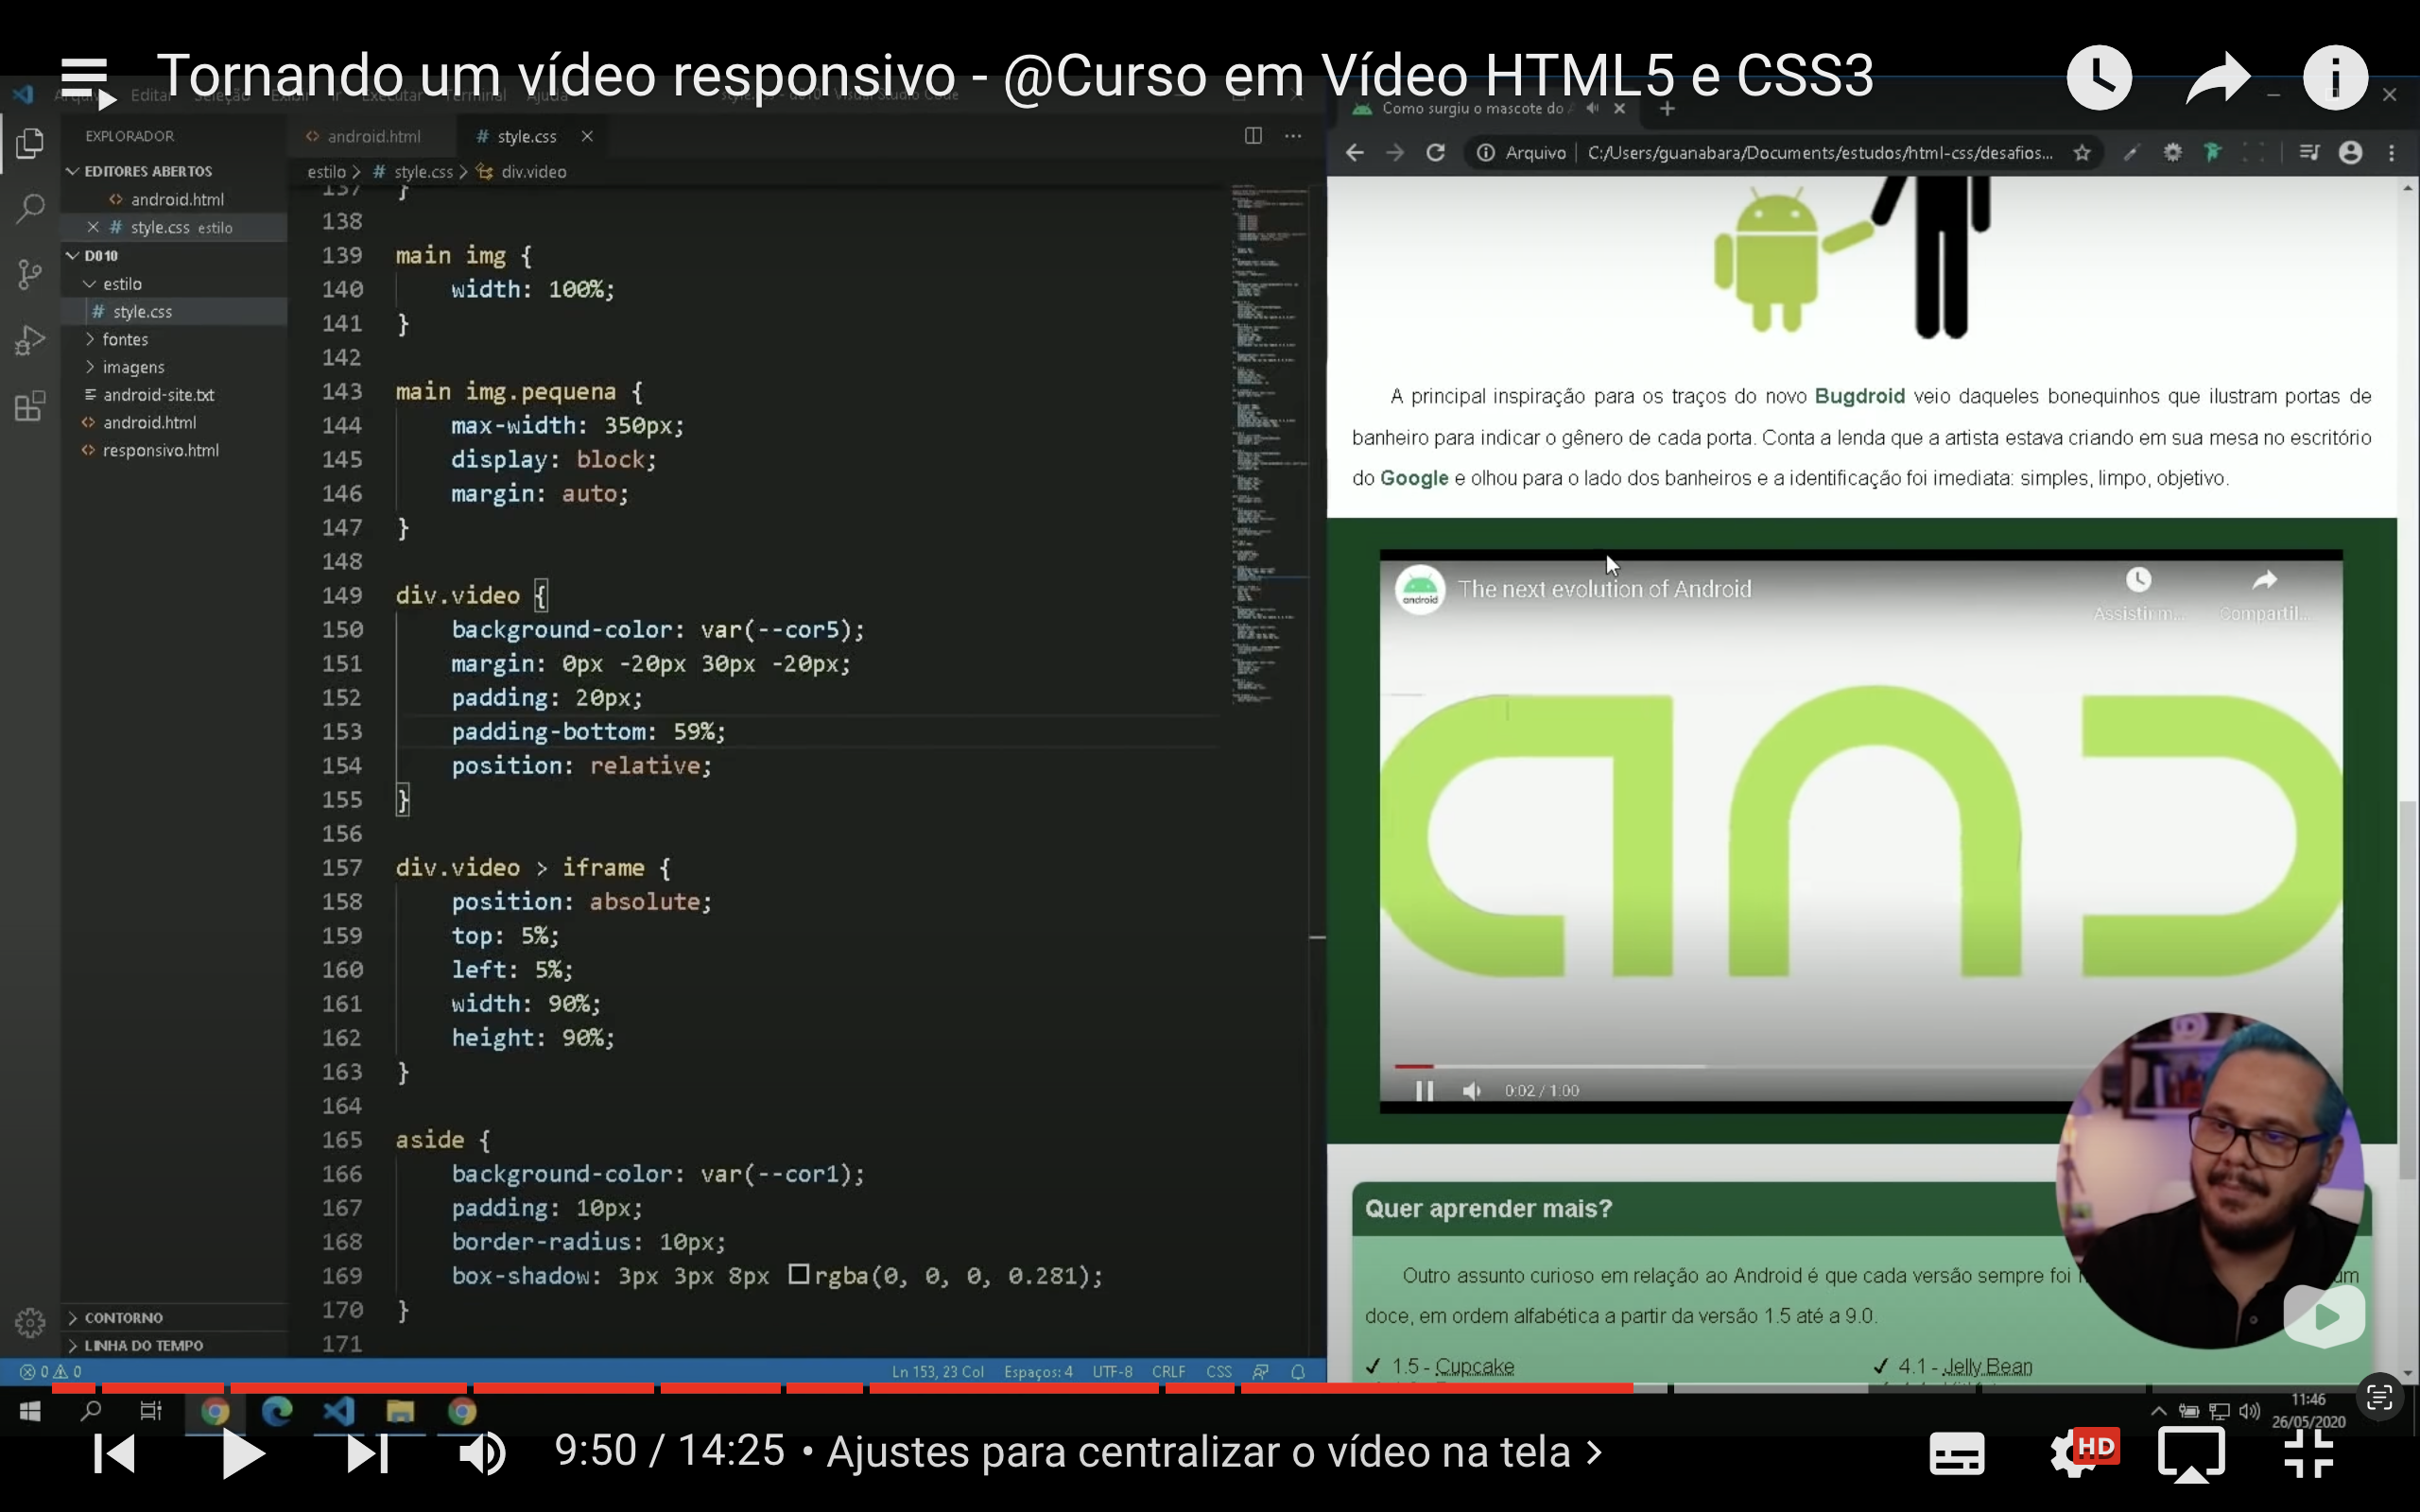 Tornando um vídeo responsivo - @Curso em Vídeo HTML5 e CSS3
Como surgiu o mascote do
EXPLORADOR
android.html
# style.css
Arquivo
C:/Users/guanabara/Documents/estudos/html-css/desafios...
EDITORES ABERTOS
android.html
# style.css estilo
D010
estilo
# style.css
fontes
imagens
android-site.txt
android.html
responsivo.html
estilo > # style.css > div.video
137 }
138
139 main img {
140 width: 100%;
141 }
142
143 main img.pequena {
144 max-width: 350px;
145 display: block;
146 margin: auto;
147 }
148
149 div.video {
150 background-color: var(--cor5);
151 margin: 0px -20px 30px -20px;
152 padding: 20px;
153 padding-bottom: 59%;
154 position: relative;
155 }
156
157 div.video > iframe {
158 position: absolute;
159 top: 5%;
160 left: 5%;
161 width: 90%;
162 height: 90%;
163 }
164
165 aside {
166 background-color: var(--cor1);
167 padding: 10px;
168 border-radius: 10px;
169 box-shadow: 3px 3px 8px rgba(0, 0, 0, 0.281);
170 }
171
CONTORNO
LINHA DO TEMPO
0 0
Ln 153, 23 Col Espaços: 4 UTF-8 CRLF CSS
A principal inspiração para os traços do novo Bugdroid veio daqueles bonequinhos que ilustram portas de
banheiro para indicar o gênero de cada porta. Conta a lenda que a artista estava criando em sua mesa no escritório
do Google e olhou para o lado dos banheiros e a identificação foi imediata: simples, limpo, objetivo.
android
The next evolution of Android
Assistir m...
Compartil...
0:02 / 1:00
Quer aprender mais?
Outro assunto curioso em relação ao Android é que cada versão sempre foi
doce, em ordem alfabética a partir da versão 1.5 até a 9.0.
✓ 1.5 - Cupcake
✓ 4.1 - Jelly Bean
11:46
26/05/2020
9:50 / 14:25 • Ajustes para centralizar o vídeo na tela >
HD